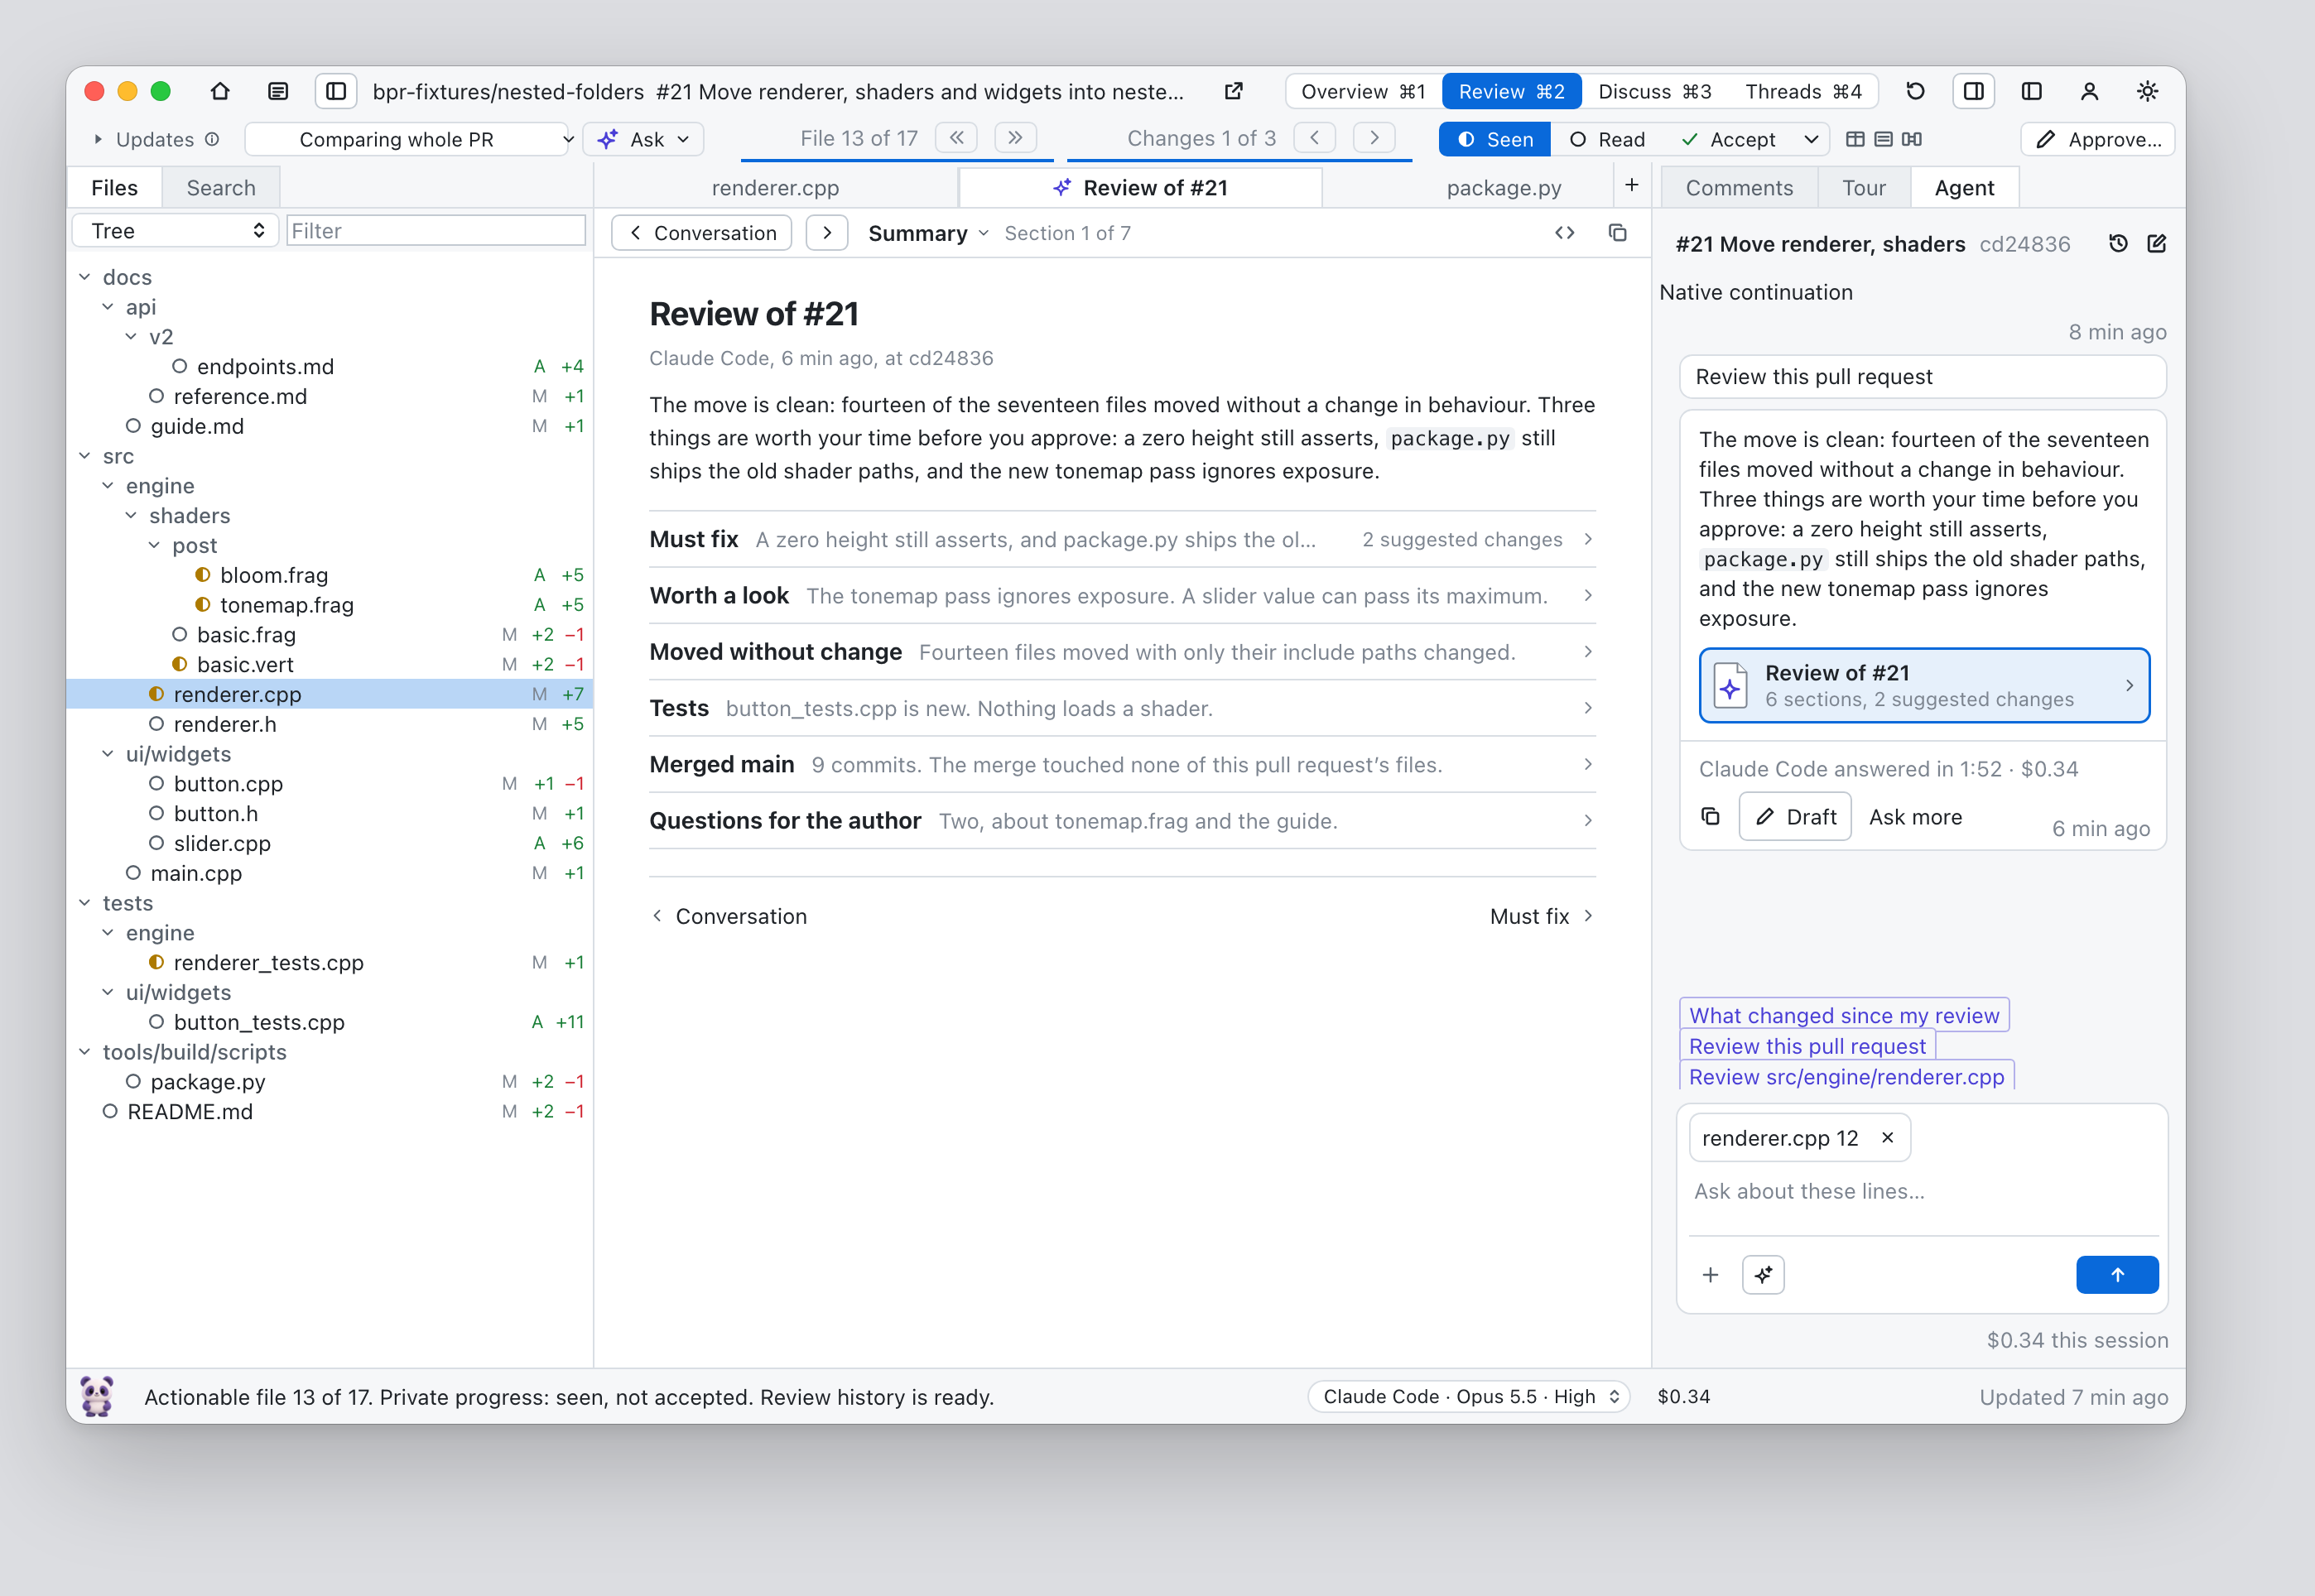 bpr-fixtures/nested-folders #21 Move renderer, shaders and widgets into neste...
Overview ⌘1
Review ⌘2
Discuss ⌘3
Threads ⌘4
Updates
Comparing whole PR
Ask
File 13 of 17
Changes 1 of 3
Seen
Read
Accept
Approve...
Files
Search
Tree
Filter
docs
api
v2
endpoints.md A +4
reference.md M +1
guide.md M +1
src
engine
shaders
post
bloom.frag A +5
tonemap.frag A +5
basic.frag M +2 −1
basic.vert M +2 −1
renderer.cpp M +7
renderer.h M +5
ui/widgets
button.cpp M +1 −1
button.h M +1
slider.cpp A +6
main.cpp M +1
tests
engine
renderer_tests.cpp M +1
ui/widgets
button_tests.cpp A +11
tools/build/scripts
package.py M +2 −1
README.md M +2 −1
renderer.cpp
Review of #21
package.py
Conversation
Summary
Section 1 of 7
Review of #21
Claude Code, 6 min ago, at cd24836
The move is clean: fourteen of the seventeen files moved without a change in behaviour. Three
things are worth your time before you approve: a zero height still asserts, package.py still
ships the old shader paths, and the new tonemap pass ignores exposure.
Must fix A zero height still asserts, and package.py ships the ol... 2 suggested changes
Worth a look The tonemap pass ignores exposure. A slider value can pass its maximum.
Moved without change Fourteen files moved with only their include paths changed.
Tests button_tests.cpp is new. Nothing loads a shader.
Merged main 9 commits. The merge touched none of this pull request’s files.
Questions for the author Two, about tonemap.frag and the guide.
Conversation
Must fix
Comments
Tour
Agent
#21 Move renderer, shaders cd24836
Native continuation
8 min ago
Review this pull request
The move is clean: fourteen of the seventeen
files moved without a change in behaviour.
Three things are worth your time before you
approve: a zero height still asserts,
package.py still ships the old shader paths,
and the new tonemap pass ignores
exposure.
Review of #21
6 sections, 2 suggested changes
Claude Code answered in 1:52 · $0.34
Draft
Ask more
6 min ago
What changed since my review
Review this pull request
Review src/engine/renderer.cpp
renderer.cpp 12
Ask about these lines...
$0.34 this session
Actionable file 13 of 17. Private progress: seen, not accepted. Review history is ready.
Claude Code · Opus 5.5 · High
$0.34
Updated 7 min ago